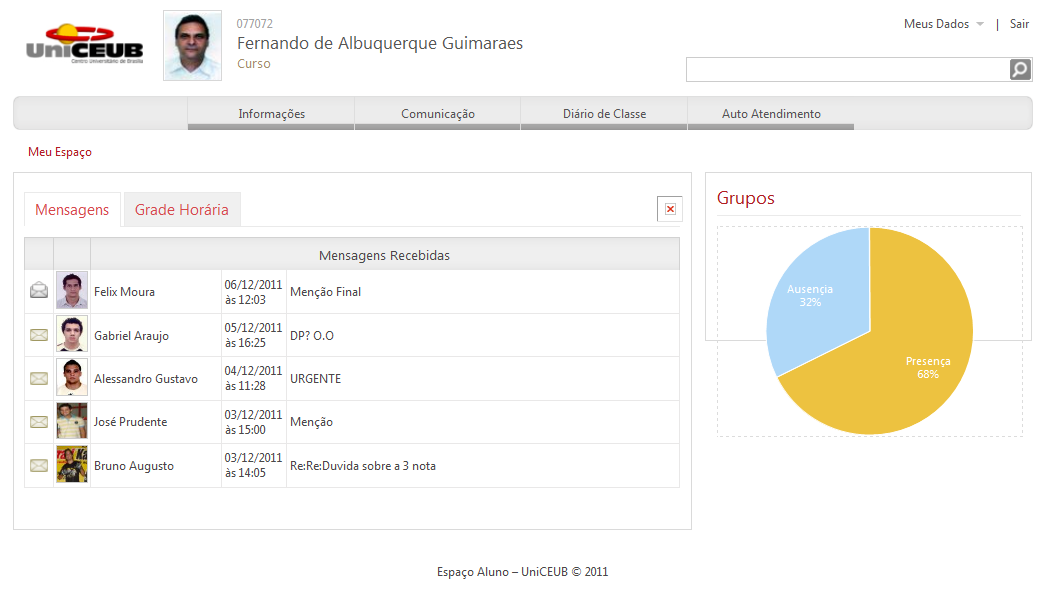 UniCEUB
Centro Universitário de Brasília
077072
Fernando de Albuquerque Guimaraes
Curso
Meus Dados | Sair
Informações Comunicação Diário de Classe Auto Atendimento
Meu Espaço
Mensagens Grade Horária
Mensagens Recebidas
Felix Moura 06/12/2011 às 12:03 Menção Final
Gabriel Araujo 05/12/2011 às 16:25 DP? O.O
Alessandro Gustavo 04/12/2011 às 11:28 URGENTE
José Prudente 03/12/2011 às 15:00 Menção
Bruno Augusto 03/12/2011 às 14:05 Re:Re:Duvida sobre a 3 nota
Grupos
Ausençia
32%
Presença
68%
Espaço Aluno – UniCEUB © 2011